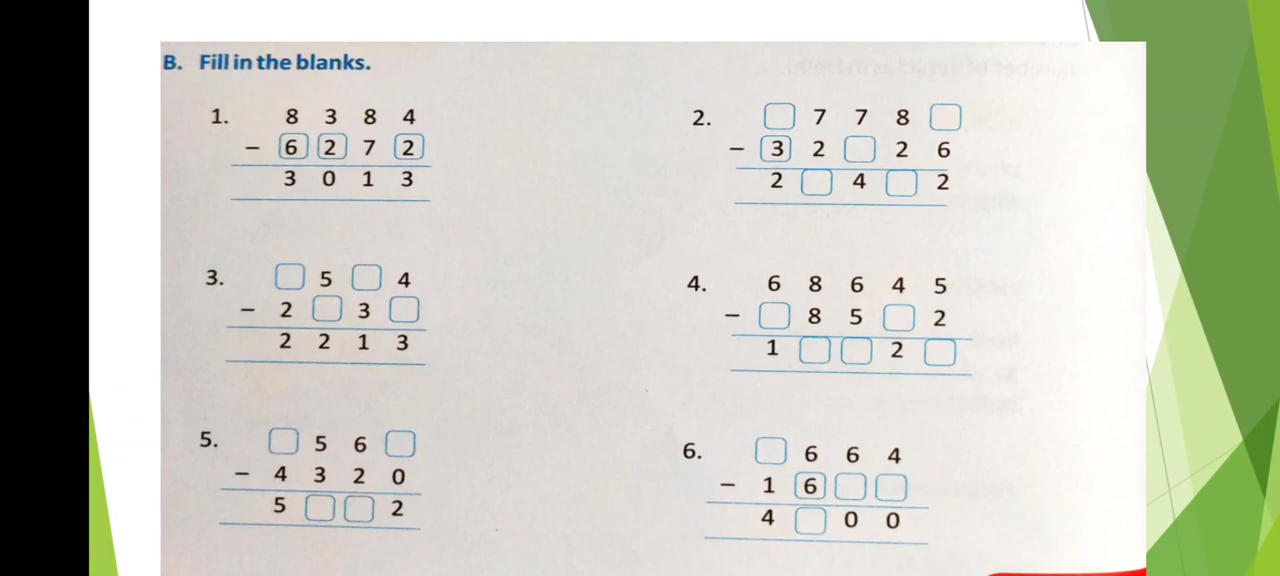 B. Fill in the blanks.
1. 8 3 8 4
− 6 2 7 2
3 0 1 3
2. □ 7 7 8 □
− 3 2 □ 2 6
2 □ 4 □ 2
3. □ 5 □ 4
− 2 □ 3 □
2 2 1 3
4. 6 8 6 4 5
− □ 8 5 □ 2
1 □ □ 2 □
5. □ 5 6 □
− 4 3 2 0
5 □ □ 2
6. □ 6 6 4
− 1 6 □ □
4 □ 0 0